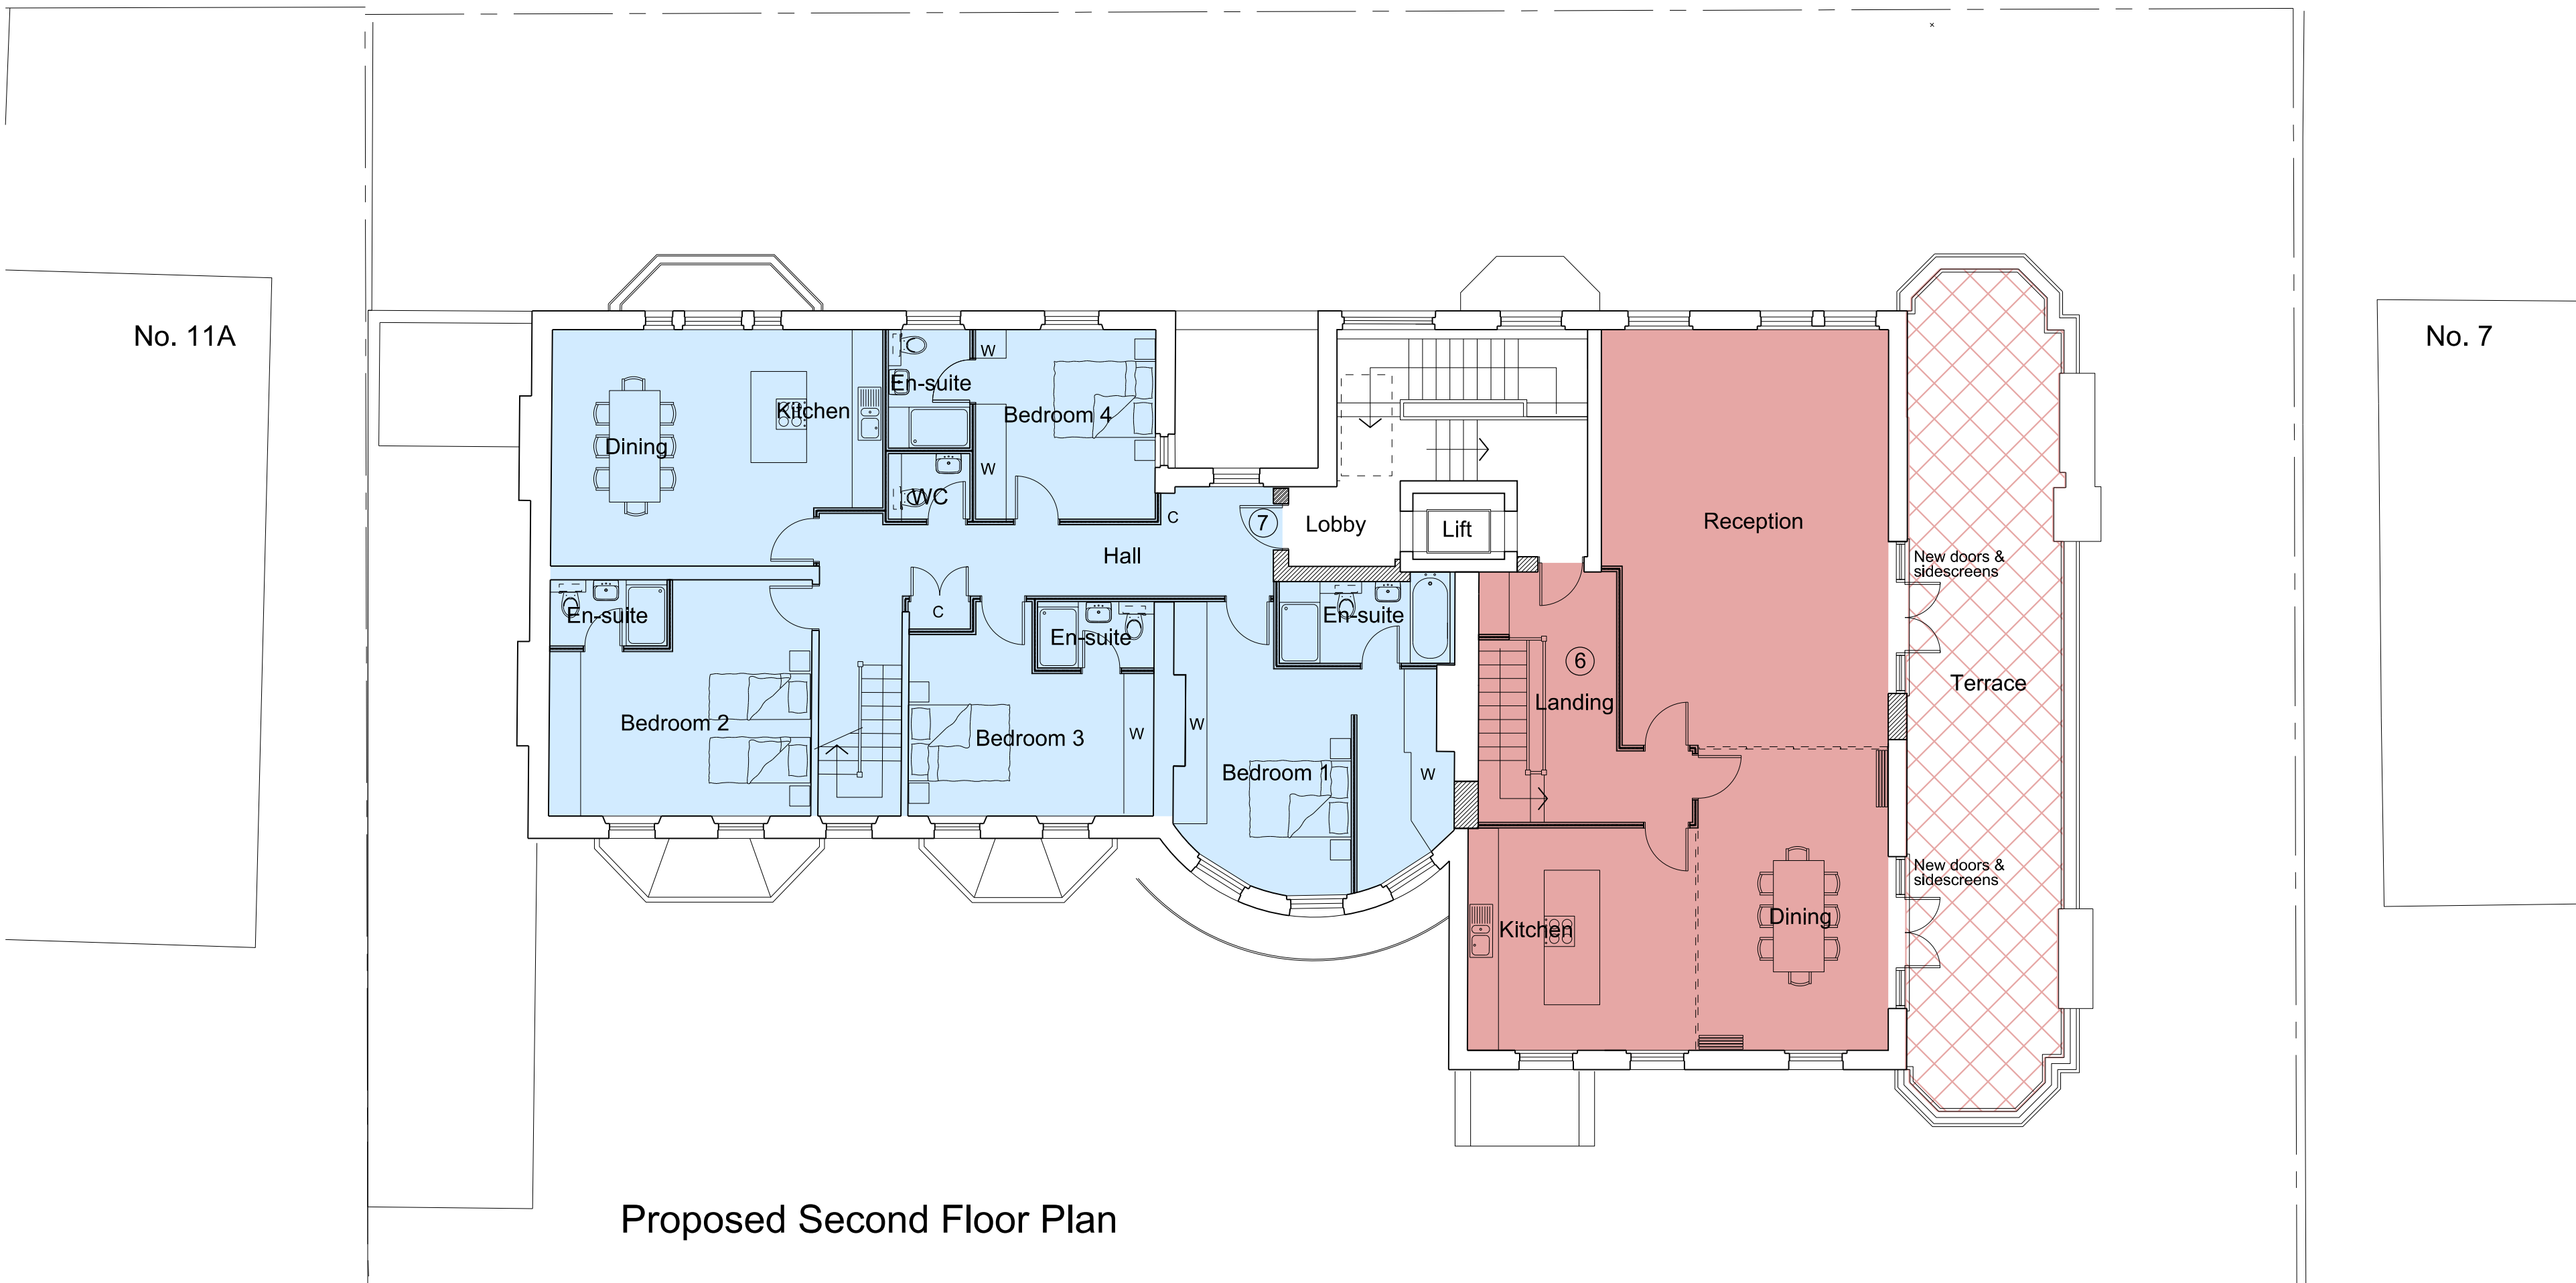 No. 11A
No. 7
W
En-suite
Kitchen
Bedroom 4
Dining
W
WC
C
7
Lobby
Lift
Reception
Hall
New doors &
sidescreens
En-suite
C
En-suite
En-suite
6
Terrace
Landing
Bedroom 2
W
W
Bedroom 3
Bedroom 1
W
New doors &
sidescreens
Kitchen
Dining
Proposed Second Floor Plan